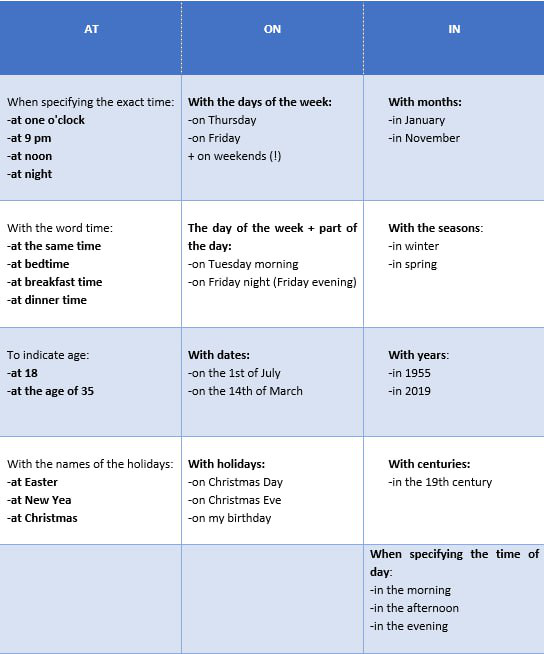 AT
ON
IN
When specifying the exact time:
-at one o'clock
-at 9 pm
-at noon
-at night
With the days of the week:
-on Thursday
-on Friday
+ on weekends (!)
With months:
-in January
-in November
With the word time:
-at the same time
-at bedtime
-at breakfast time
-at dinner time
The day of the week + part of
the day:
-on Tuesday morning
-on Friday night (Friday evening)
With the seasons:
-in winter
-in spring
To indicate age:
-at 18
-at the age of 35
With dates:
-on the 1st of July
-on the 14th of March
With years:
-in 1955
-in 2019
With the names of the holidays:
-at Easter
-at New Yea
-at Christmas
With holidays:
-on Christmas Day
-on Christmas Eve
-on my birthday
With centuries:
-in the 19th century
When specifying the time of
day:
-in the morning
-in the afternoon
-in the evening